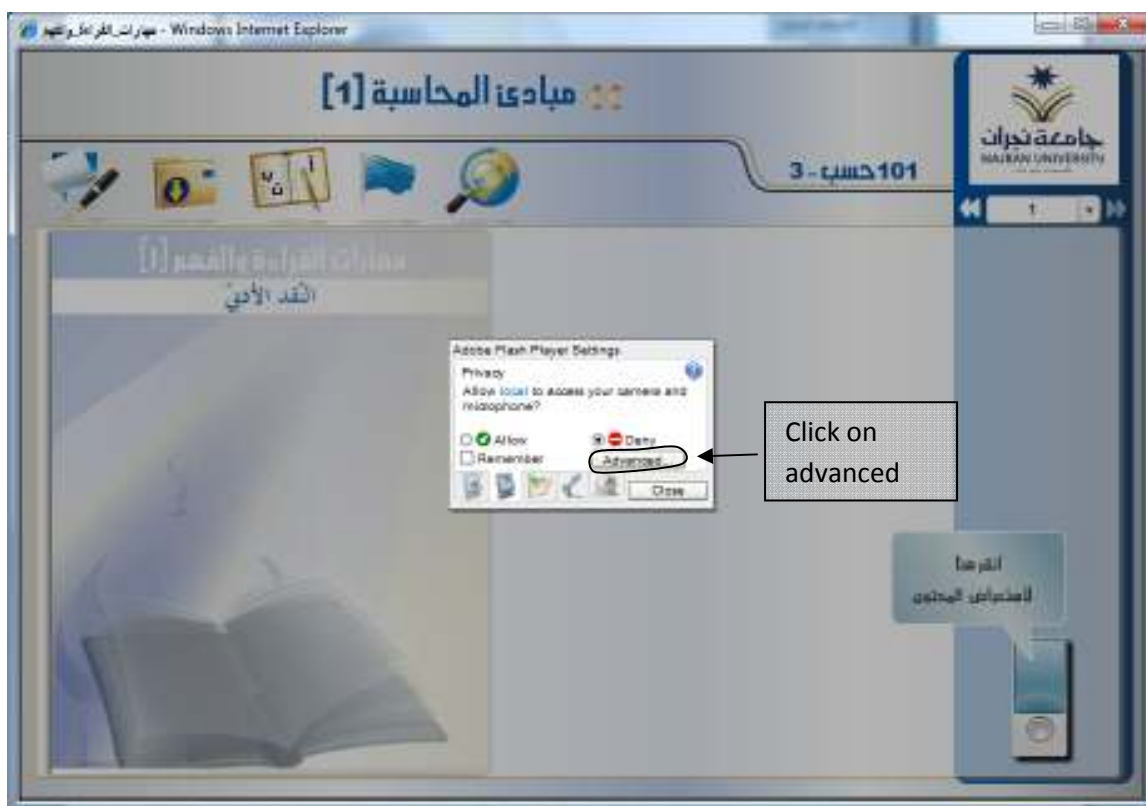 مهارات_القراءة_والفهم - Windows Internet Explorer
مبادئ المحاسبة [1]
جامعة نجران
NAJRAN UNIVERSITY
101 حسب - 3
1
مهارات القراءة والفهم [1]
النقد الأدبي
أ
ب
ت
Adobe Flash Player Settings
Privacy
Allow local to access your camera and
microphone?
Allow
Deny
Remember
Advanced...
Close
Click on
advanced
انقر هنا
لاستعراض المحتوى